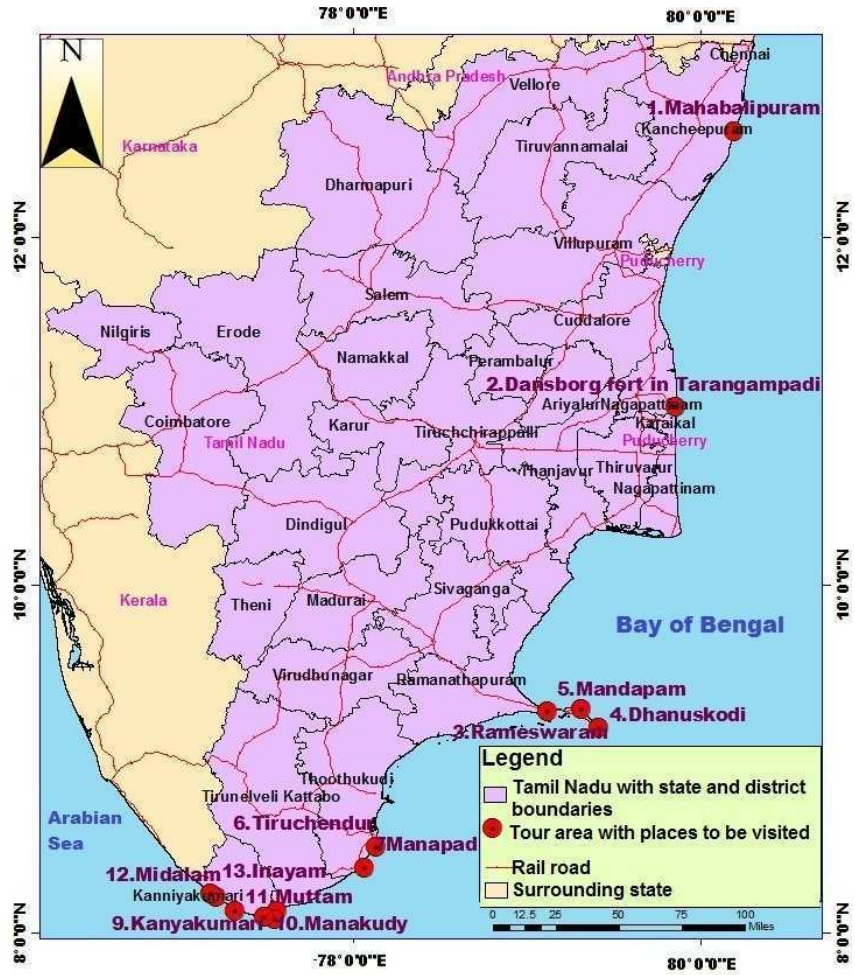 78°0'0"E
80°0'0"E
N
Chennai
Andhra Pradesh
Vellore
1.Mahabalipuram
Kancheepuram
Karnataka
Tiruvannamalai
Dharmapuri
12°0'0"N
12°0'0"N
Villupuram
Puducherry
Salem
Cuddalore
Nilgiris
Erode
Namakkal
Perambalur
2.Dansborg fort in Tarangampadi
Ariyalur
Nagapattinam
Coimbatore
Karur
Karaikal
Tamil Nadu
Tiruchchirappalli
Puducherry
Thanjavur
Thiruvarur
Nagapattinam
Dindigul
Pudukkottai
10°0'0"N
10°0'0"N
Kerala
Theni
Madurai
Sivaganga
Bay of Bengal
Virudhunagar
Ramanathapuram
5.Mandapam
4.Dhanuskodi
3.Rameswaram
Legend
Tamil Nadu with state and district
boundaries
Tour area with places to be visited
Rail road
Surrounding state
0 12.5 25 50 75 100
Miles
Thoothukudi
Tirunelveli Kattabo
Arabian
Sea
6.Tiruchendur
7Manapad
12.Midalam
13.Inayam
Kanniyakumari
11.Muttam
9.Kanyakumari
10.Manakudy
8°0'0"N
8°0'0"N
78°0'0"E
80°0'0"E